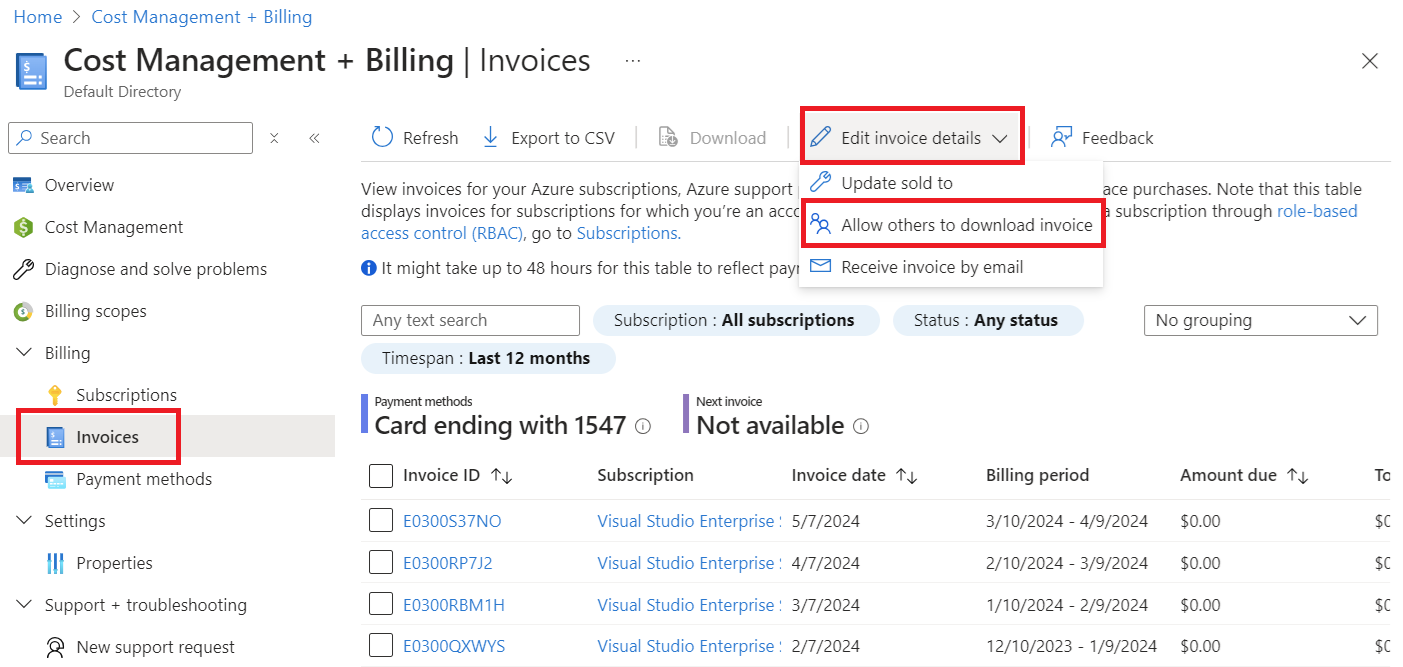 Home > Cost Management + Billing
Cost Management + Billing | Invoices ...
Default Directory
Search
Overview
Cost Management
Diagnose and solve problems
Billing scopes
Billing
Subscriptions
Invoices
Payment methods
Settings
Properties
Support + troubleshooting
New support request
Refresh Export to CSV Download Edit invoice details Feedback
Update sold to
Allow others to download invoice
Receive invoice by email
View invoices for your Azure subscriptions, Azure support ace purchases. Note that this table
displays invoices for subscriptions for which you're an acco a subscription through role-based
access control (RBAC), go to Subscriptions.
It might take up to 48 hours for this table to reflect pay
Any text search Subscription : All subscriptions Status : Any status No grouping
Timespan : Last 12 months
Payment methods Next invoice
Card ending with 1547 Not available
Invoice ID Subscription Invoice date Billing period Amount due To
E0300S37NO Visual Studio Enterprise 5/7/2024 3/10/2024 - 4/9/2024 $0.00 $0
E0300RP7J2 Visual Studio Enterprise 4/7/2024 2/10/2024 - 3/9/2024 $0.00 $0
E0300RBM1H Visual Studio Enterprise 3/7/2024 1/10/2024 - 2/9/2024 $0.00 $0
E0300QXWYS Visual Studio Enterprise 2/7/2024 12/10/2023 - 1/9/2024 $0.00 $0